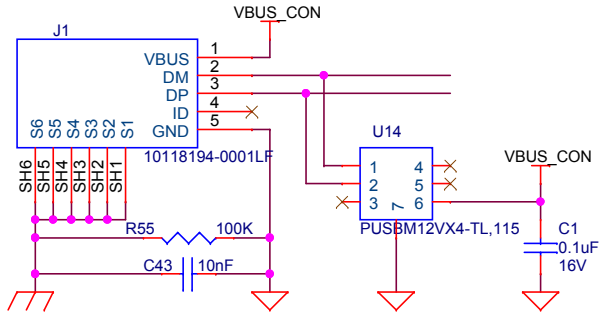 VBUS_CON
J1
VBUS 1
DM 2
DP 3
ID 4
GND 5
S6 S5 S4 S3 S2 S1
10118194-0001LF
SH6 SH5 SH4 SH3 SH2 SH1
U14
1 4
2 5
3 6
7
PUSBM12VX4-TL,115
VBUS_CON
R55 100K
C1
0.1uF
16V
C43 10nF